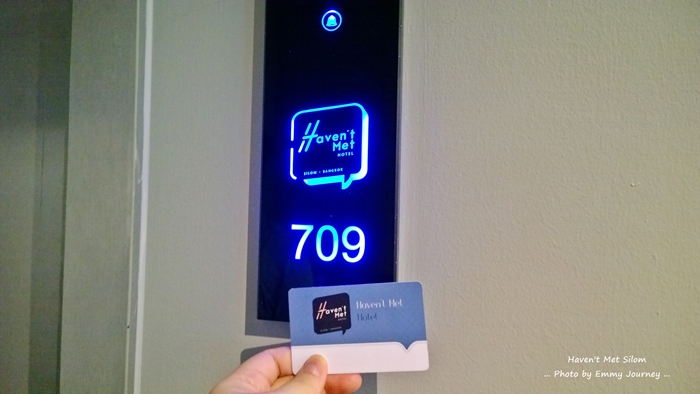 Haven't
Met
HOTEL
SILOM - BANGKOK
709
Haven't
Met
Haven't Met
Hotel
Haven't Met Silom
... Photo by Emmy Journey ...